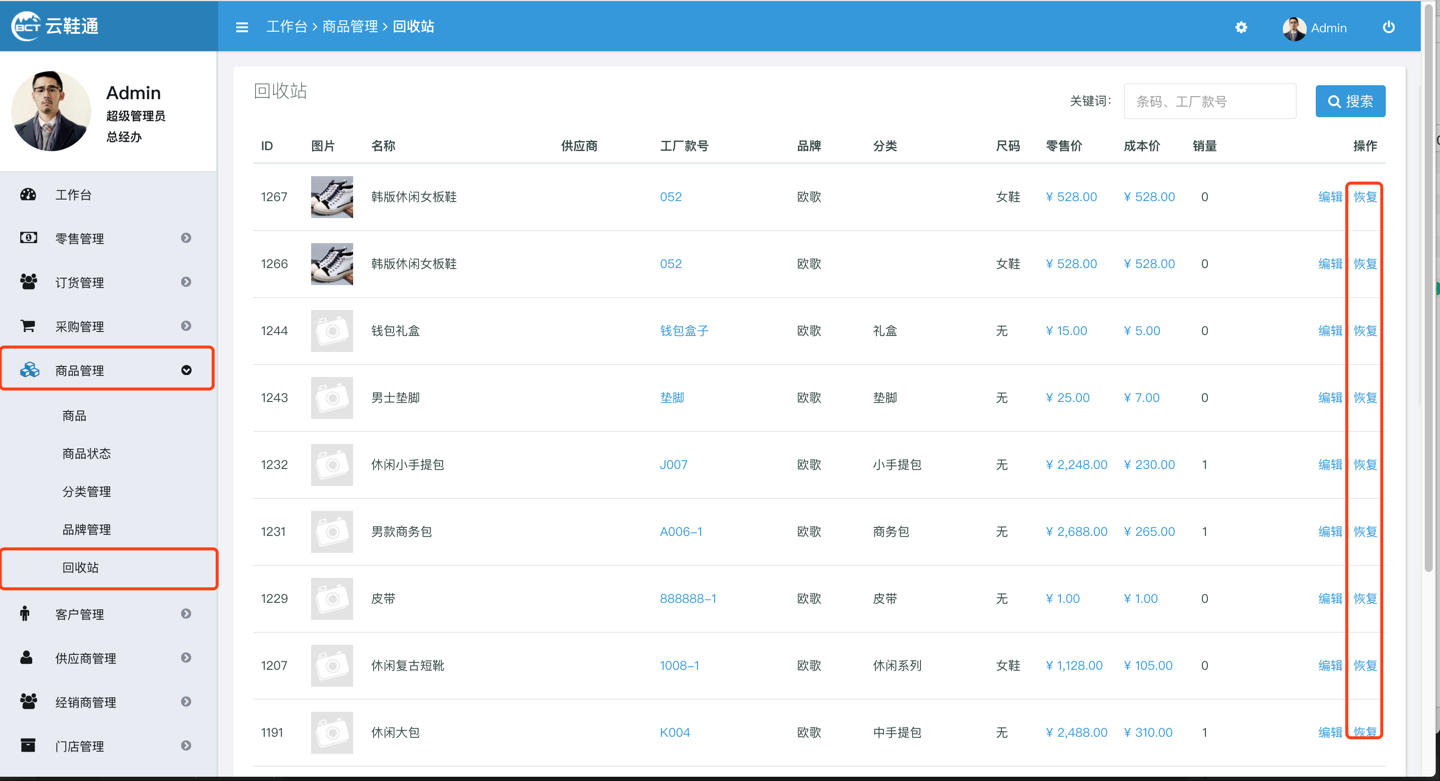 BCT 云鞋通
工作台 > 商品管理 > 回收站
Admin
Admin
超级管理员
总经办
工作台
零售管理
订货管理
采购管理
商品管理
商品
商品状态
分类管理
品牌管理
回收站
客户管理
供应商管理
经销商管理
门店管理
回收站
关键词: 条码、工厂款号 搜索
ID 图片 名称 供应商 工厂款号 品牌 分类 尺码 零售价 成本价 销量 操作
1267 韩版休闲女板鞋 052 欧歌 女鞋 ¥ 528.00 ¥ 528.00 0 编辑 恢复
1266 韩版休闲女板鞋 052 欧歌 女鞋 ¥ 528.00 ¥ 528.00 0 编辑 恢复
1244 钱包礼盒 钱包盒子 欧歌 礼盒 无 ¥ 15.00 ¥ 5.00 0 编辑 恢复
1243 男士垫脚 垫脚 欧歌 垫脚 无 ¥ 25.00 ¥ 7.00 0 编辑 恢复
1232 休闲小手提包 J007 欧歌 小手提包 无 ¥ 2,248.00 ¥ 230.00 1 编辑 恢复
1231 男款商务包 A006-1 欧歌 商务包 无 ¥ 2,688.00 ¥ 265.00 1 编辑 恢复
1229 皮带 888888-1 欧歌 皮带 无 ¥ 1.00 ¥ 1.00 0 编辑 恢复
1207 休闲复古短靴 1008-1 欧歌 休闲系列 女鞋 ¥ 1,128.00 ¥ 105.00 0 编辑 恢复
1191 休闲大包 K004 欧歌 中手提包 无 ¥ 2,488.00 ¥ 310.00 1 编辑 恢复